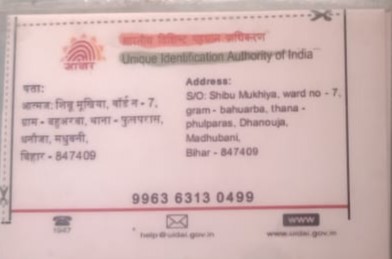 भारतीय विशिष्ट पहचान प्राधिकरण
आधार
Unique Identification Authority of India
पता:
आत्मज: शिबू मुखिया, वॉर्ड न - 7,
ग्राम - बहुअरवा, थाना - फुलपरास,
धनौजा, मधुबनी,
बिहार - 847409
Address:
S/O: Shibu Mukhiya, ward no - 7,
gram - bahuarba, thana -
phulparas, Dhanouja,
Madhubani,
Bihar - 847409
9963 6313 0499
1947
help@uidai.gov.in
www
www.uidai.gov.in